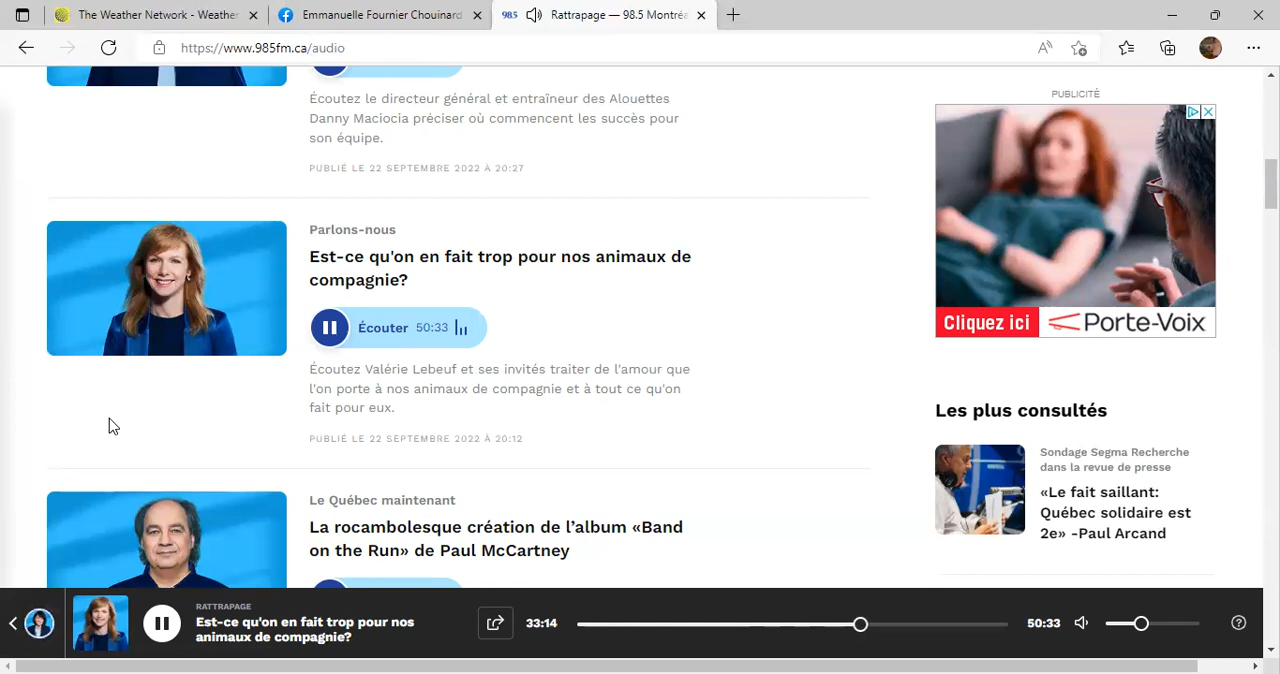 The Weather Network - Weather
Emmanuelle Fournier Chouinard
98.5 Rattrapage — 98.5 Montréa
https://www.985fm.ca/audio
Écoutez le directeur général et entraîneur des Alouettes
Danny Maciocia préciser où commencent les succès pour
son équipe.
PUBLIÉ LE 22 SEPTEMBRE 2022 À 20:27
Parlons-nous
Est-ce qu'on en fait trop pour nos animaux de
compagnie?
Écouter 50:33
Écoutez Valérie Lebeuf et ses invités traiter de l'amour que
l'on porte à nos animaux de compagnie et à tout ce qu'on
fait pour eux.
PUBLIÉ LE 22 SEPTEMBRE 2022 À 20:12
Le Québec maintenant
La rocambolesque création de l’album «Band
on the Run» de Paul McCartney
PUBLICITÉ
Cliquez ici Porte-Voix
Les plus consultés
Sondage Segma Recherche
dans la revue de presse
«Le fait saillant:
Québec solidaire est
2e» -Paul Arcand
RATTRAPAGE
Est-ce qu'on en fait trop pour nos
animaux de compagnie?
33:14
50:33